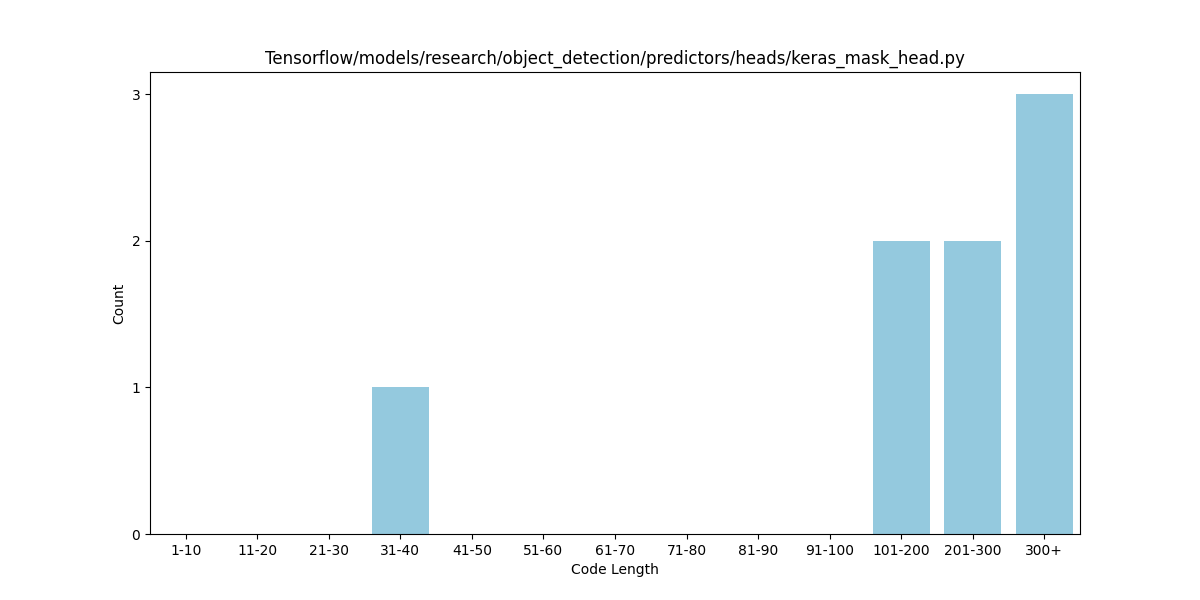 Tensorflow/models/research/object_detection/predictors/heads/keras_mask_head.py
3
2
1
0
Count
1-10 11-20 21-30 31-40 41-50 51-60 61-70 71-80 81-90 91-100 101-200 201-300 300+
Code Length